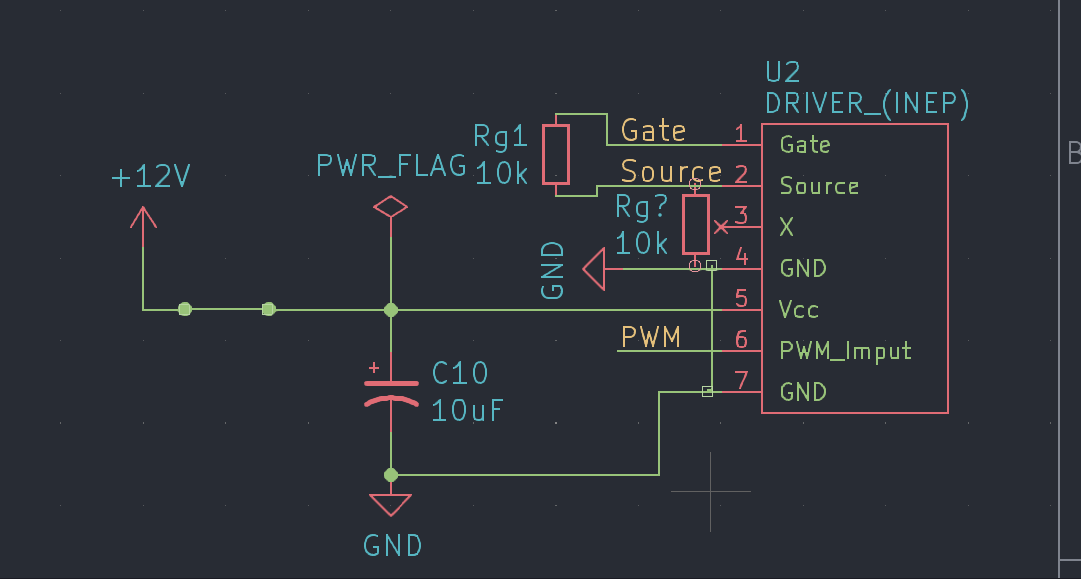 U2
DRIVER_(INEP)
+12V
PWR_FLAG
Rg1
10k
Gate
1
Gate
Source
2
Source
Rg?
10k
3
X
GND
4
GND
5
Vcc
PWM
6
PWM_Imput
7
GND
+
C10
10uF
GND
B